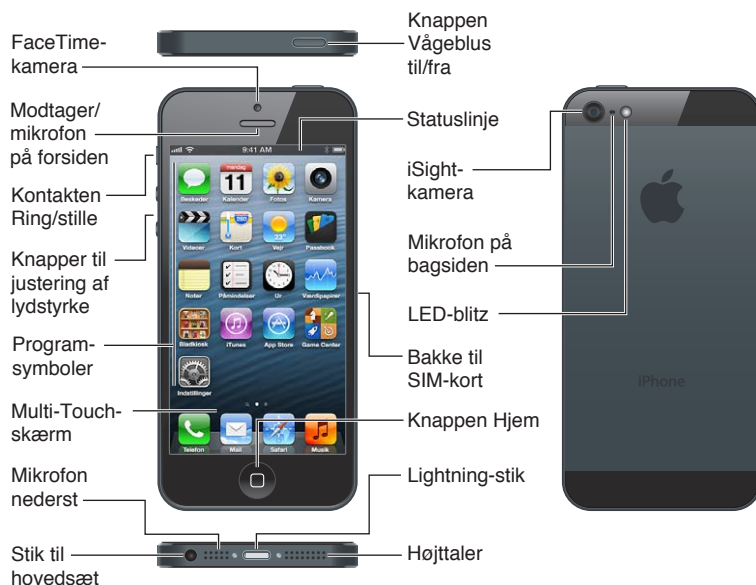 FaceTime-
kamera
Modtager/
mikrofon
på forsiden
Kontakten
Ring/stille
Knapper til
justering af
lydstyrke
Program-
symboler
Multi-Touch-
skærm
Mikrofon
nederst
Stik til
hovedsæt
9:41 AM
mandag
11
Beskeder Kalender Fotos Kamera
23°
Videoer Kort Vejr Passbook
Noter Påmindelser Ur Værdipapirer
Bladkiosk iTunes App Store Game Center
Indstillinger
Telefon Mail Safari Musik
Knappen
Vågeblus
til/fra
Statuslinje
iSight-
kamera
Mikrofon på
bagsiden
LED-blitz
Bakke til
SIM-kort
Knappen Hjem
Lightning-stik
Højttaler
iPhone